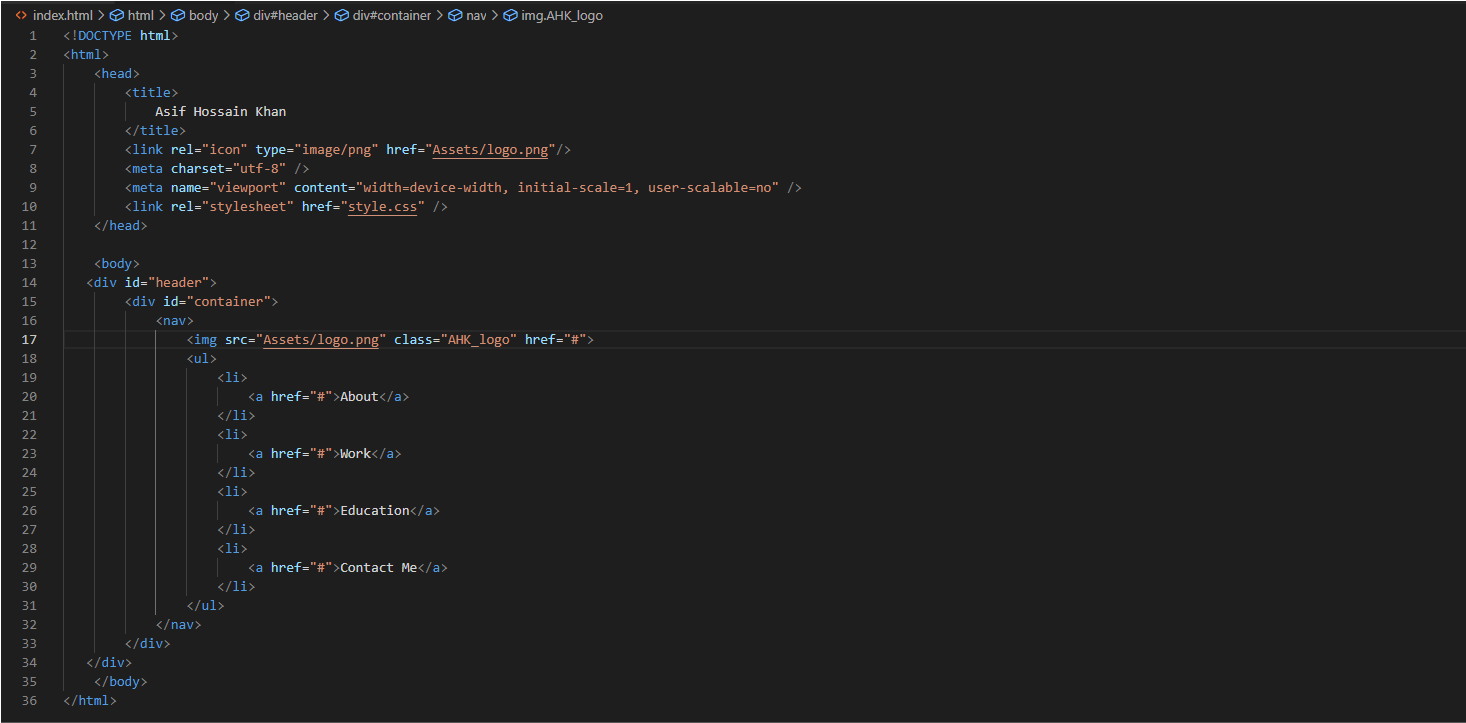 index.html > html > body > div#header > div#container > nav > img.AHK_logo
1 <!DOCTYPE html>
2 <html>
3     <head>
4         <title>
5             Asif Hossain Khan
6         </title>
7         <link rel="icon" type="image/png" href="Assets/logo.png"/>
8         <meta charset="utf-8" />
9         <meta name="viewport" content="width=device-width, initial-scale=1, user-scalable=no" />
10         <link rel="stylesheet" href="style.css" />
11     </head>
12
13     <body>
14    <div id="header">
15         <div id="container">
16             <nav>
17                 <img src="Assets/logo.png" class="AHK_logo" href="#">
18                 <ul>
19                     <li>
20                         <a href="#">About</a>
21                     </li>
22                     <li>
23                         <a href="#">Work</a>
24                     </li>
25                     <li>
26                         <a href="#">Education</a>
27                     </li>
28                     <li>
29                         <a href="#">Contact Me</a>
30                     </li>
31                 </ul>
32             </nav>
33         </div>
34    </div>
35     </body>
36 </html>